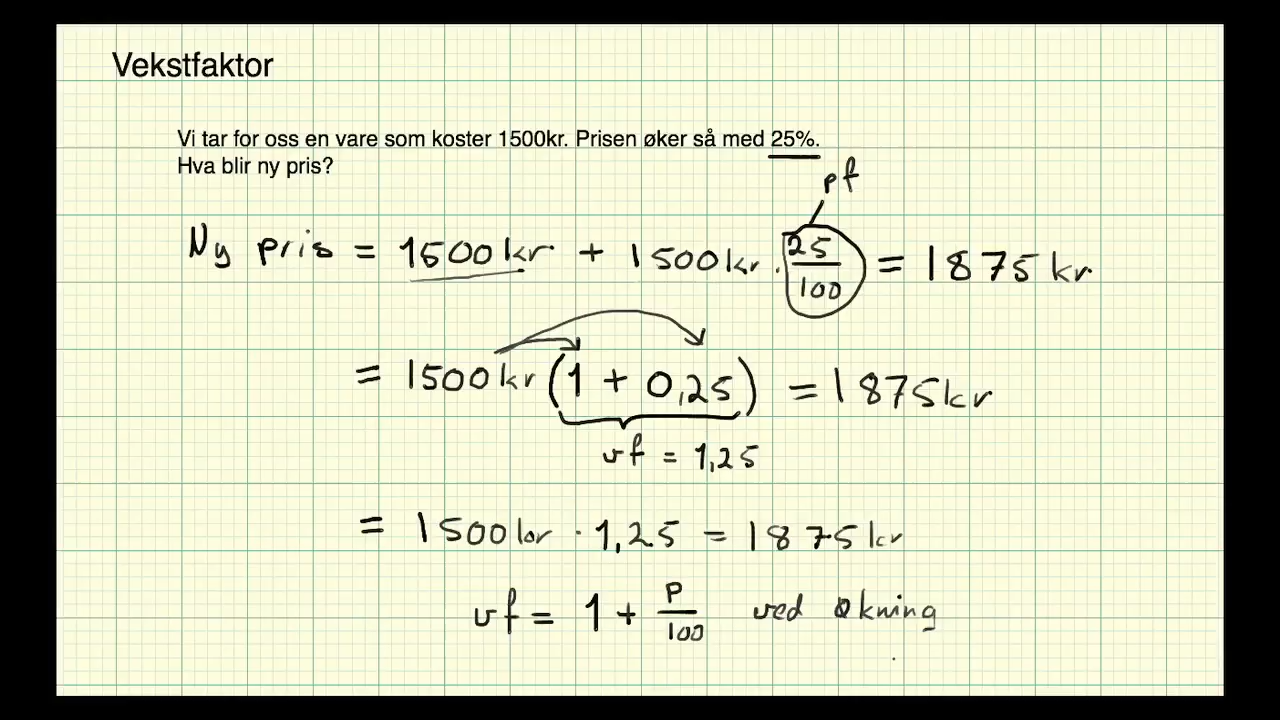 Vekstfaktor
Vi tar for oss en vare som koster 1500kr. Prisen øker så med 25%.
Hva blir ny pris?
pf
Ny pris = 1500kr + 1500kr · 25/100 = 1875 kr
= 1500kr (1 + 0,25) = 1875kr
vf = 1,25
= 1500kr · 1,25 = 1875kr
vf = 1 + P/100 ved økning